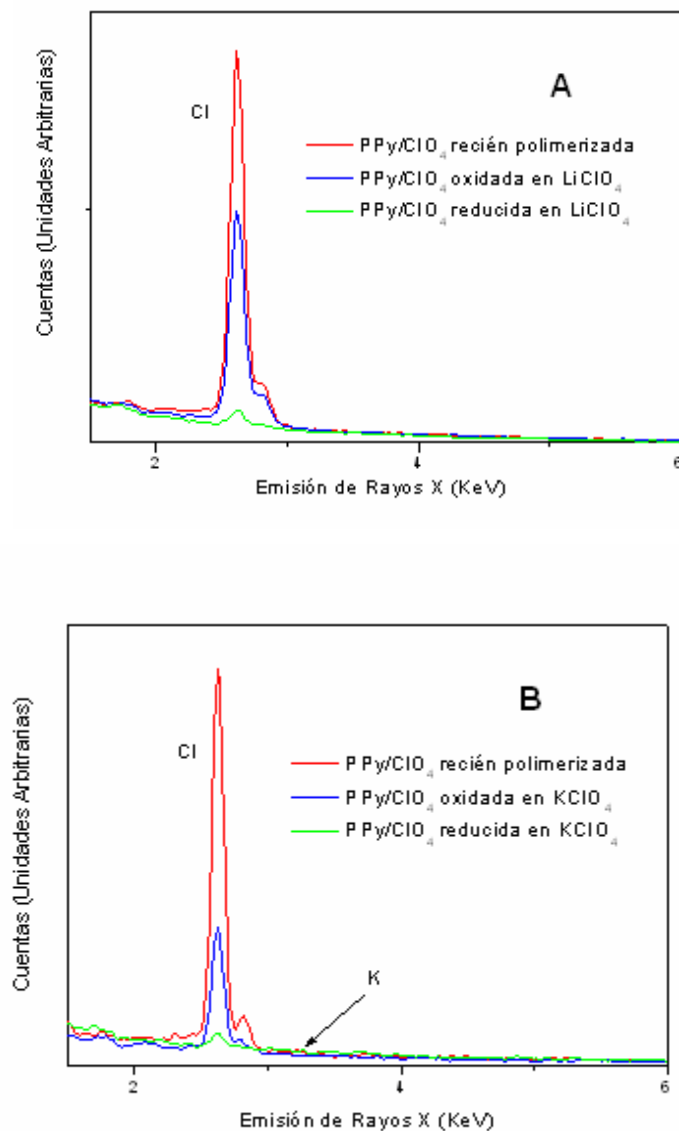 A
Cl
PPy/ClO4 recién polimerizada
PPy/ClO4 oxidada en LiClO4
PPy/ClO4 reducida en LiClO4
Cuentas (Unidades Arbitrarias)
2 4 6
Emisión de Rayos X (KeV)
B
Cl
PPy/ClO4 recién polimerizada
PPy/ClO4 oxidada en KClO4
PPy/ClO4 reducida en KClO4
K
Cuentas (Unidades Arbitrarias)
2 4 6
Emisión de Rayos X (KeV)